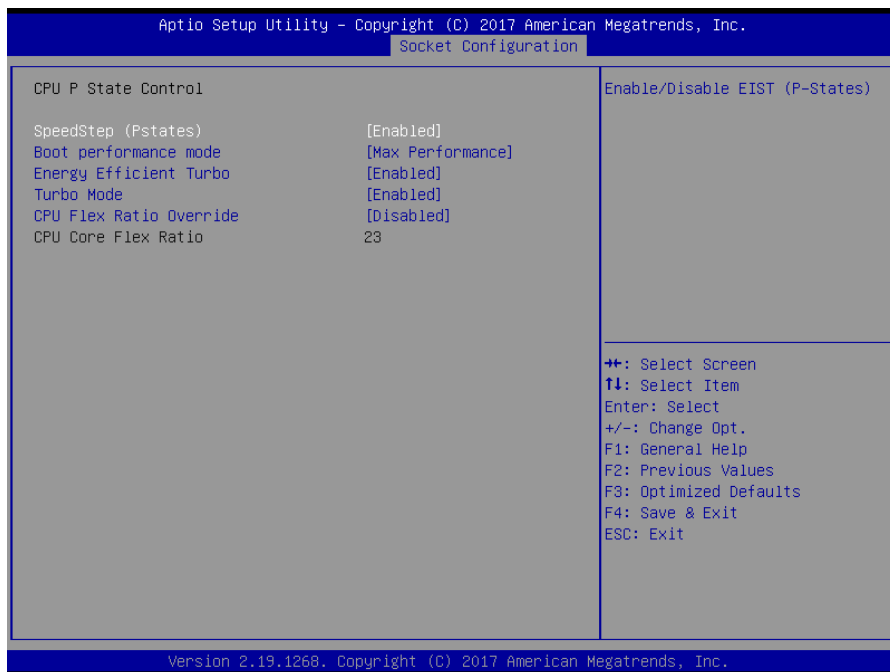 Aptio Setup Utility – Copyright (C) 2017 American Megatrends, Inc.
Socket Configuration
CPU P State Control
SpeedStep (Pstates) [Enabled]
Boot performance mode [Max Performance]
Energy Efficient Turbo [Enabled]
Turbo Mode [Enabled]
CPU Flex Ratio Override [Disabled]
CPU Core Flex Ratio 23
Enable/Disable EIST (P-States)
→←: Select Screen
↑↓: Select Item
Enter: Select
+/-: Change Opt.
F1: General Help
F2: Previous Values
F3: Optimized Defaults
F4: Save & Exit
ESC: Exit
Version 2.19.1268. Copyright (C) 2017 American Megatrends, Inc.